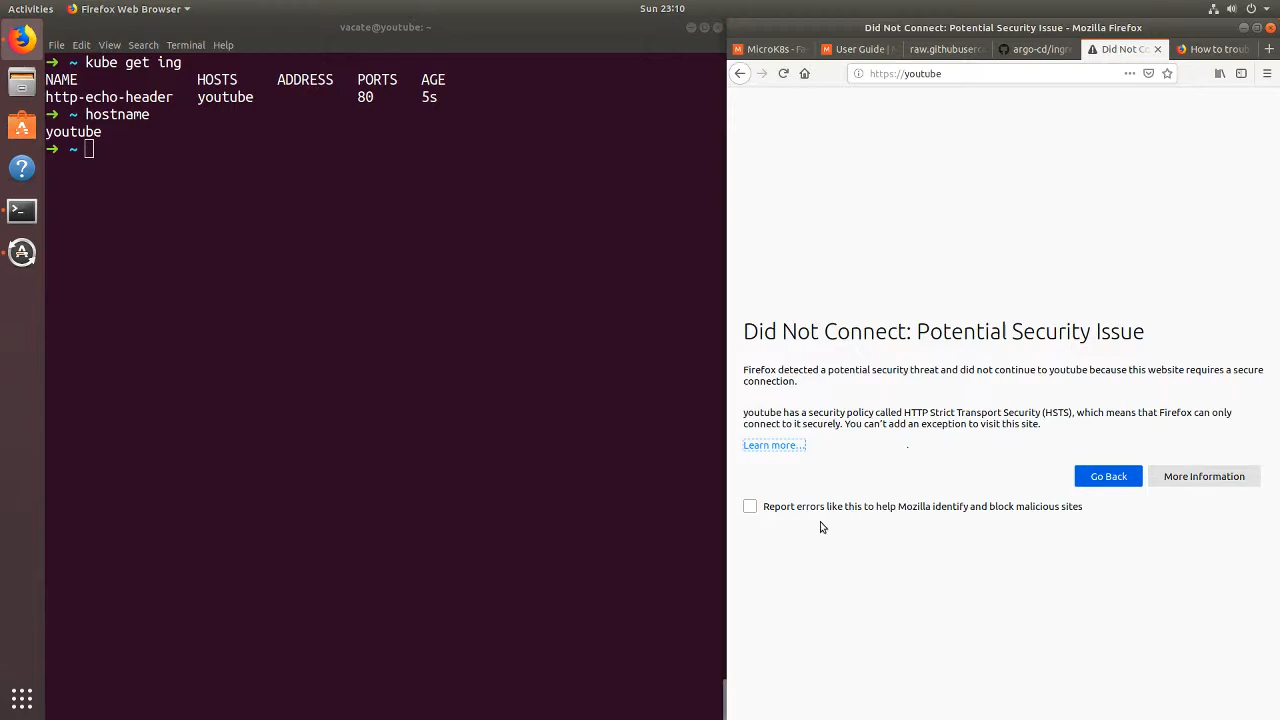 Activities
Firefox Web Browser
Sun 23:10
vacate@youtube: ~
File Edit View Search Terminal Help
➜ ~ kube get ing
NAME HOSTS ADDRESS PORTS AGE
http-echo-header youtube 80 5s
➜ ~ hostname
youtube
➜ ~
Did Not Connect: Potential Security Issue - Mozilla Firefox
MicroK8s - Fa
User Guide |
raw.githubuserc
argo-cd/ingr
Did Not Co
How to troub
https://youtube
Did Not Connect: Potential Security Issue
Firefox detected a potential security threat and did not continue to youtube because this website requires a secure
connection.
youtube has a security policy called HTTP Strict Transport Security (HSTS), which means that Firefox can only
connect to it securely. You can’t add an exception to visit this site.
Learn more…
Go Back
More Information
Report errors like this to help Mozilla identify and block malicious sites